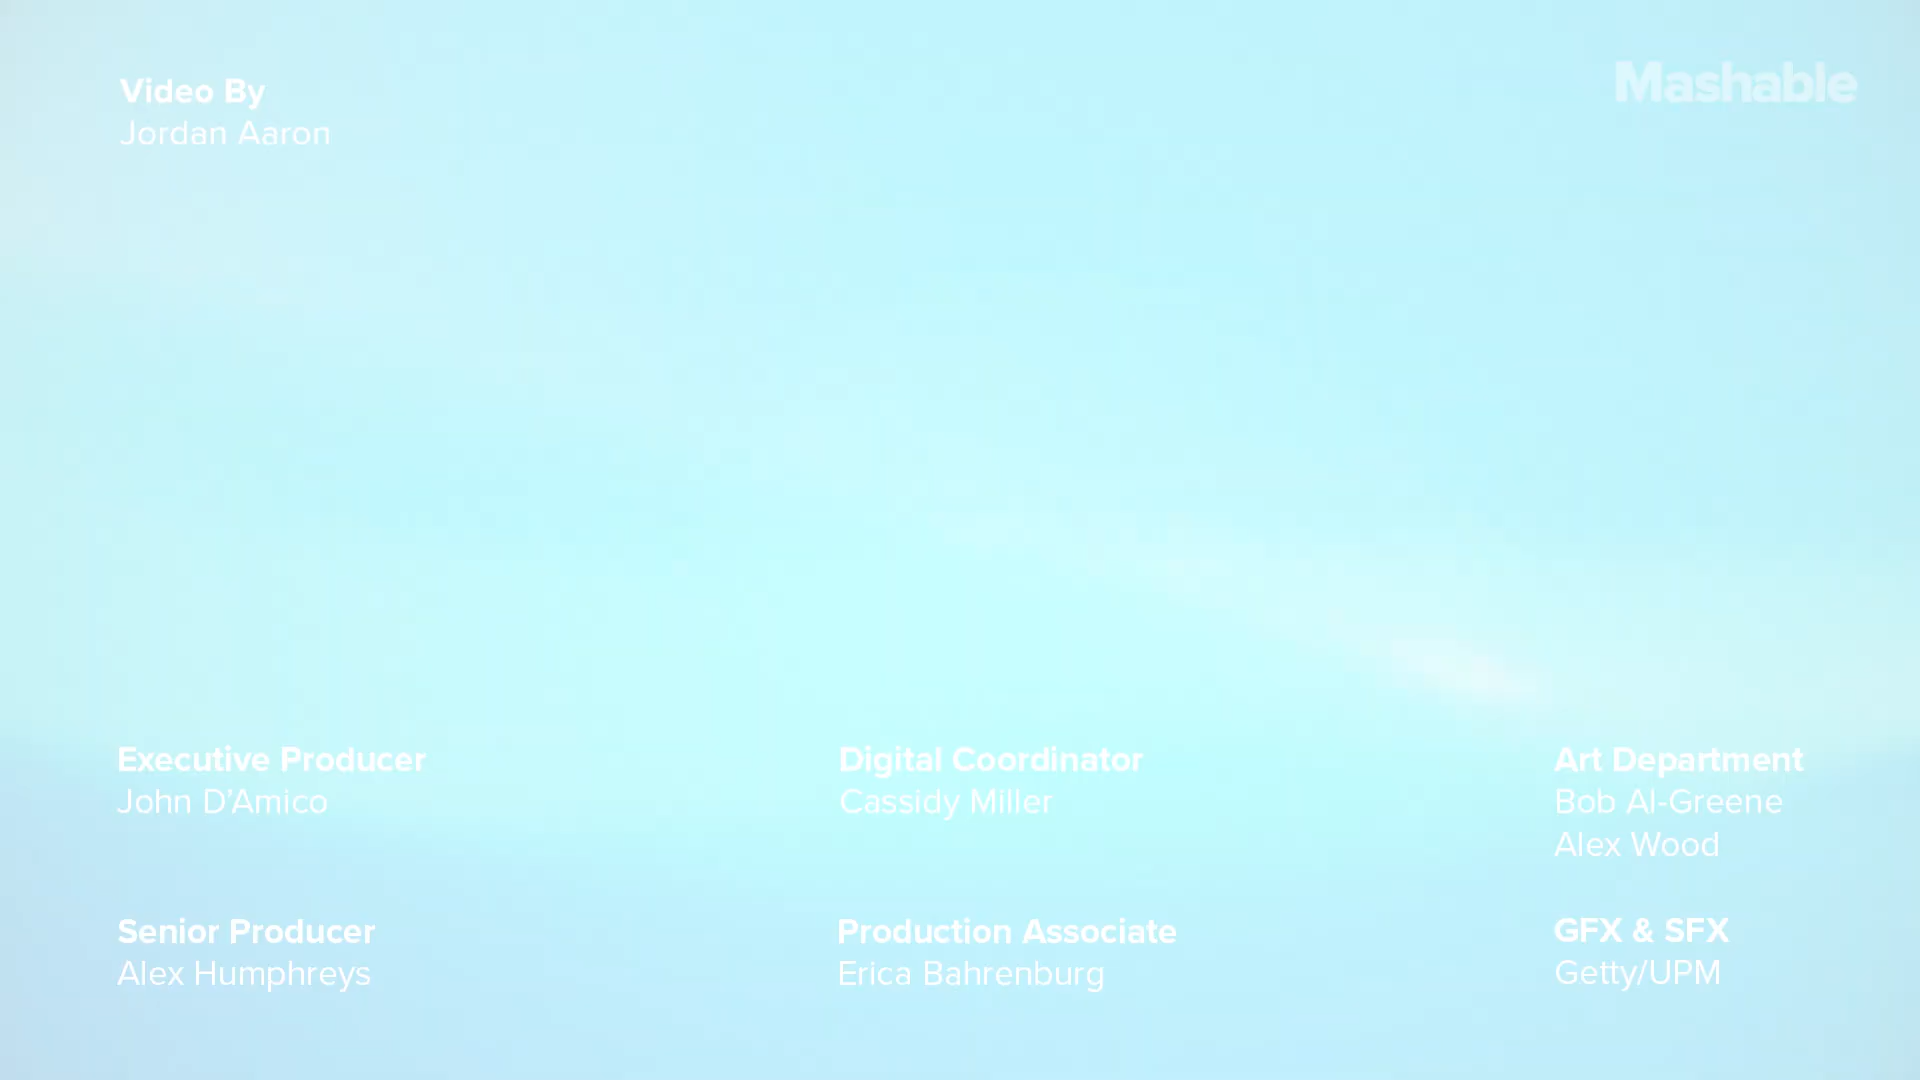 Video By
Jordan Aaron
Mashable
Executive Producer
John D'Amico
Digital Coordinator
Cassidy Miller
Art Department
Bob Al-Greene
Alex Wood
Senior Producer
Alex Humphreys
Production Associate
Erica Bahrenburg
GFX & SFX
Getty/UPM